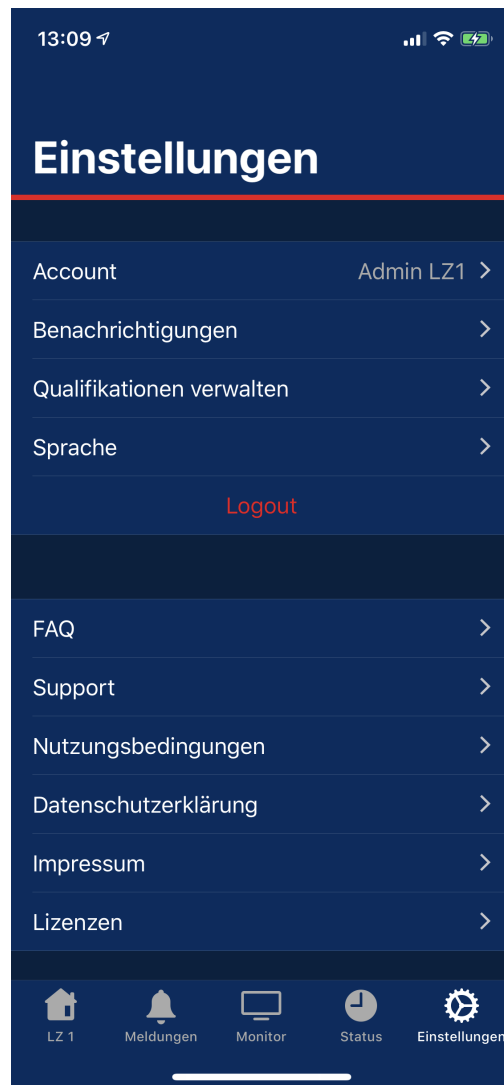 13:09
Einstellungen
Account Admin LZ1
Benachrichtigungen
Qualifikationen verwalten
Sprache
Logout
FAQ
Support
Nutzungsbedingungen
Datenschutzerklärung
Impressum
Lizenzen
LZ 1 Meldungen Monitor Status Einstellungen